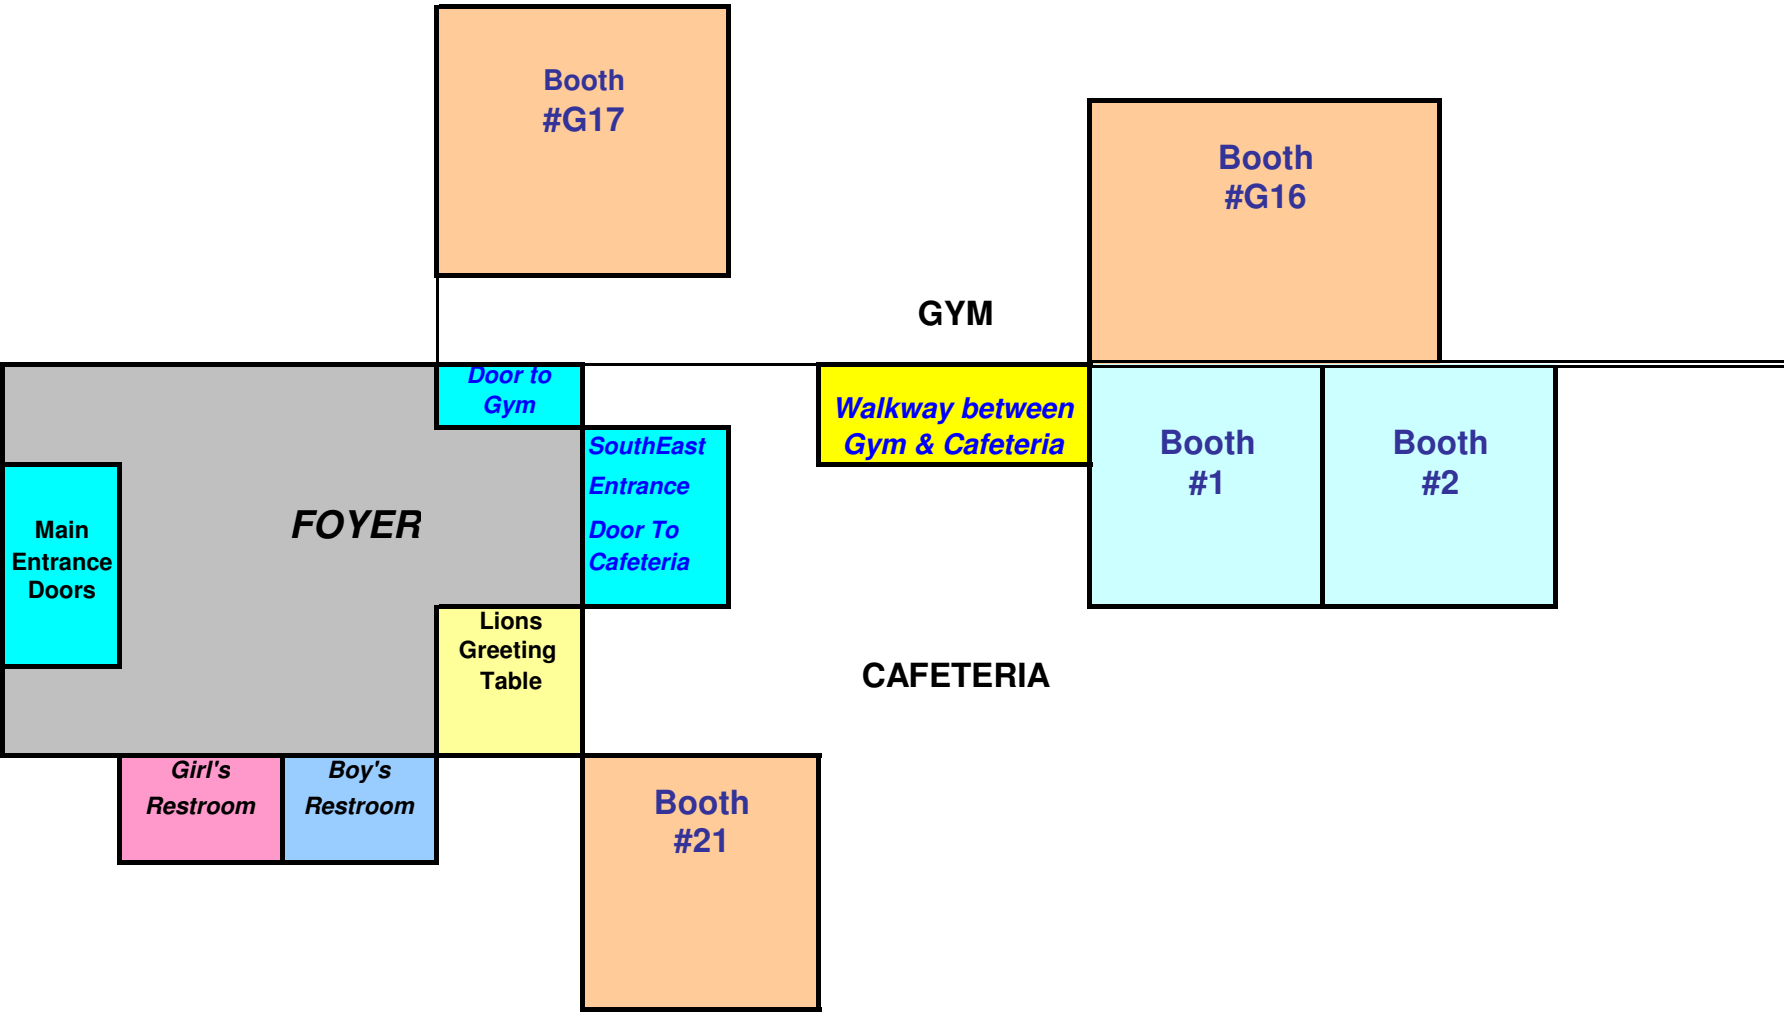 Booth
#G17
Booth
#G16
GYM
Door to
Gym
Walkway between
Gym & Cafeteria
SouthEast
Entrance
Door To
Cafeteria
Booth
#1
Booth
#2
FOYER
Main
Entrance
Doors
Lions
Greeting
Table
CAFETERIA
Girl's
Restroom
Boy's
Restroom
Booth
#21